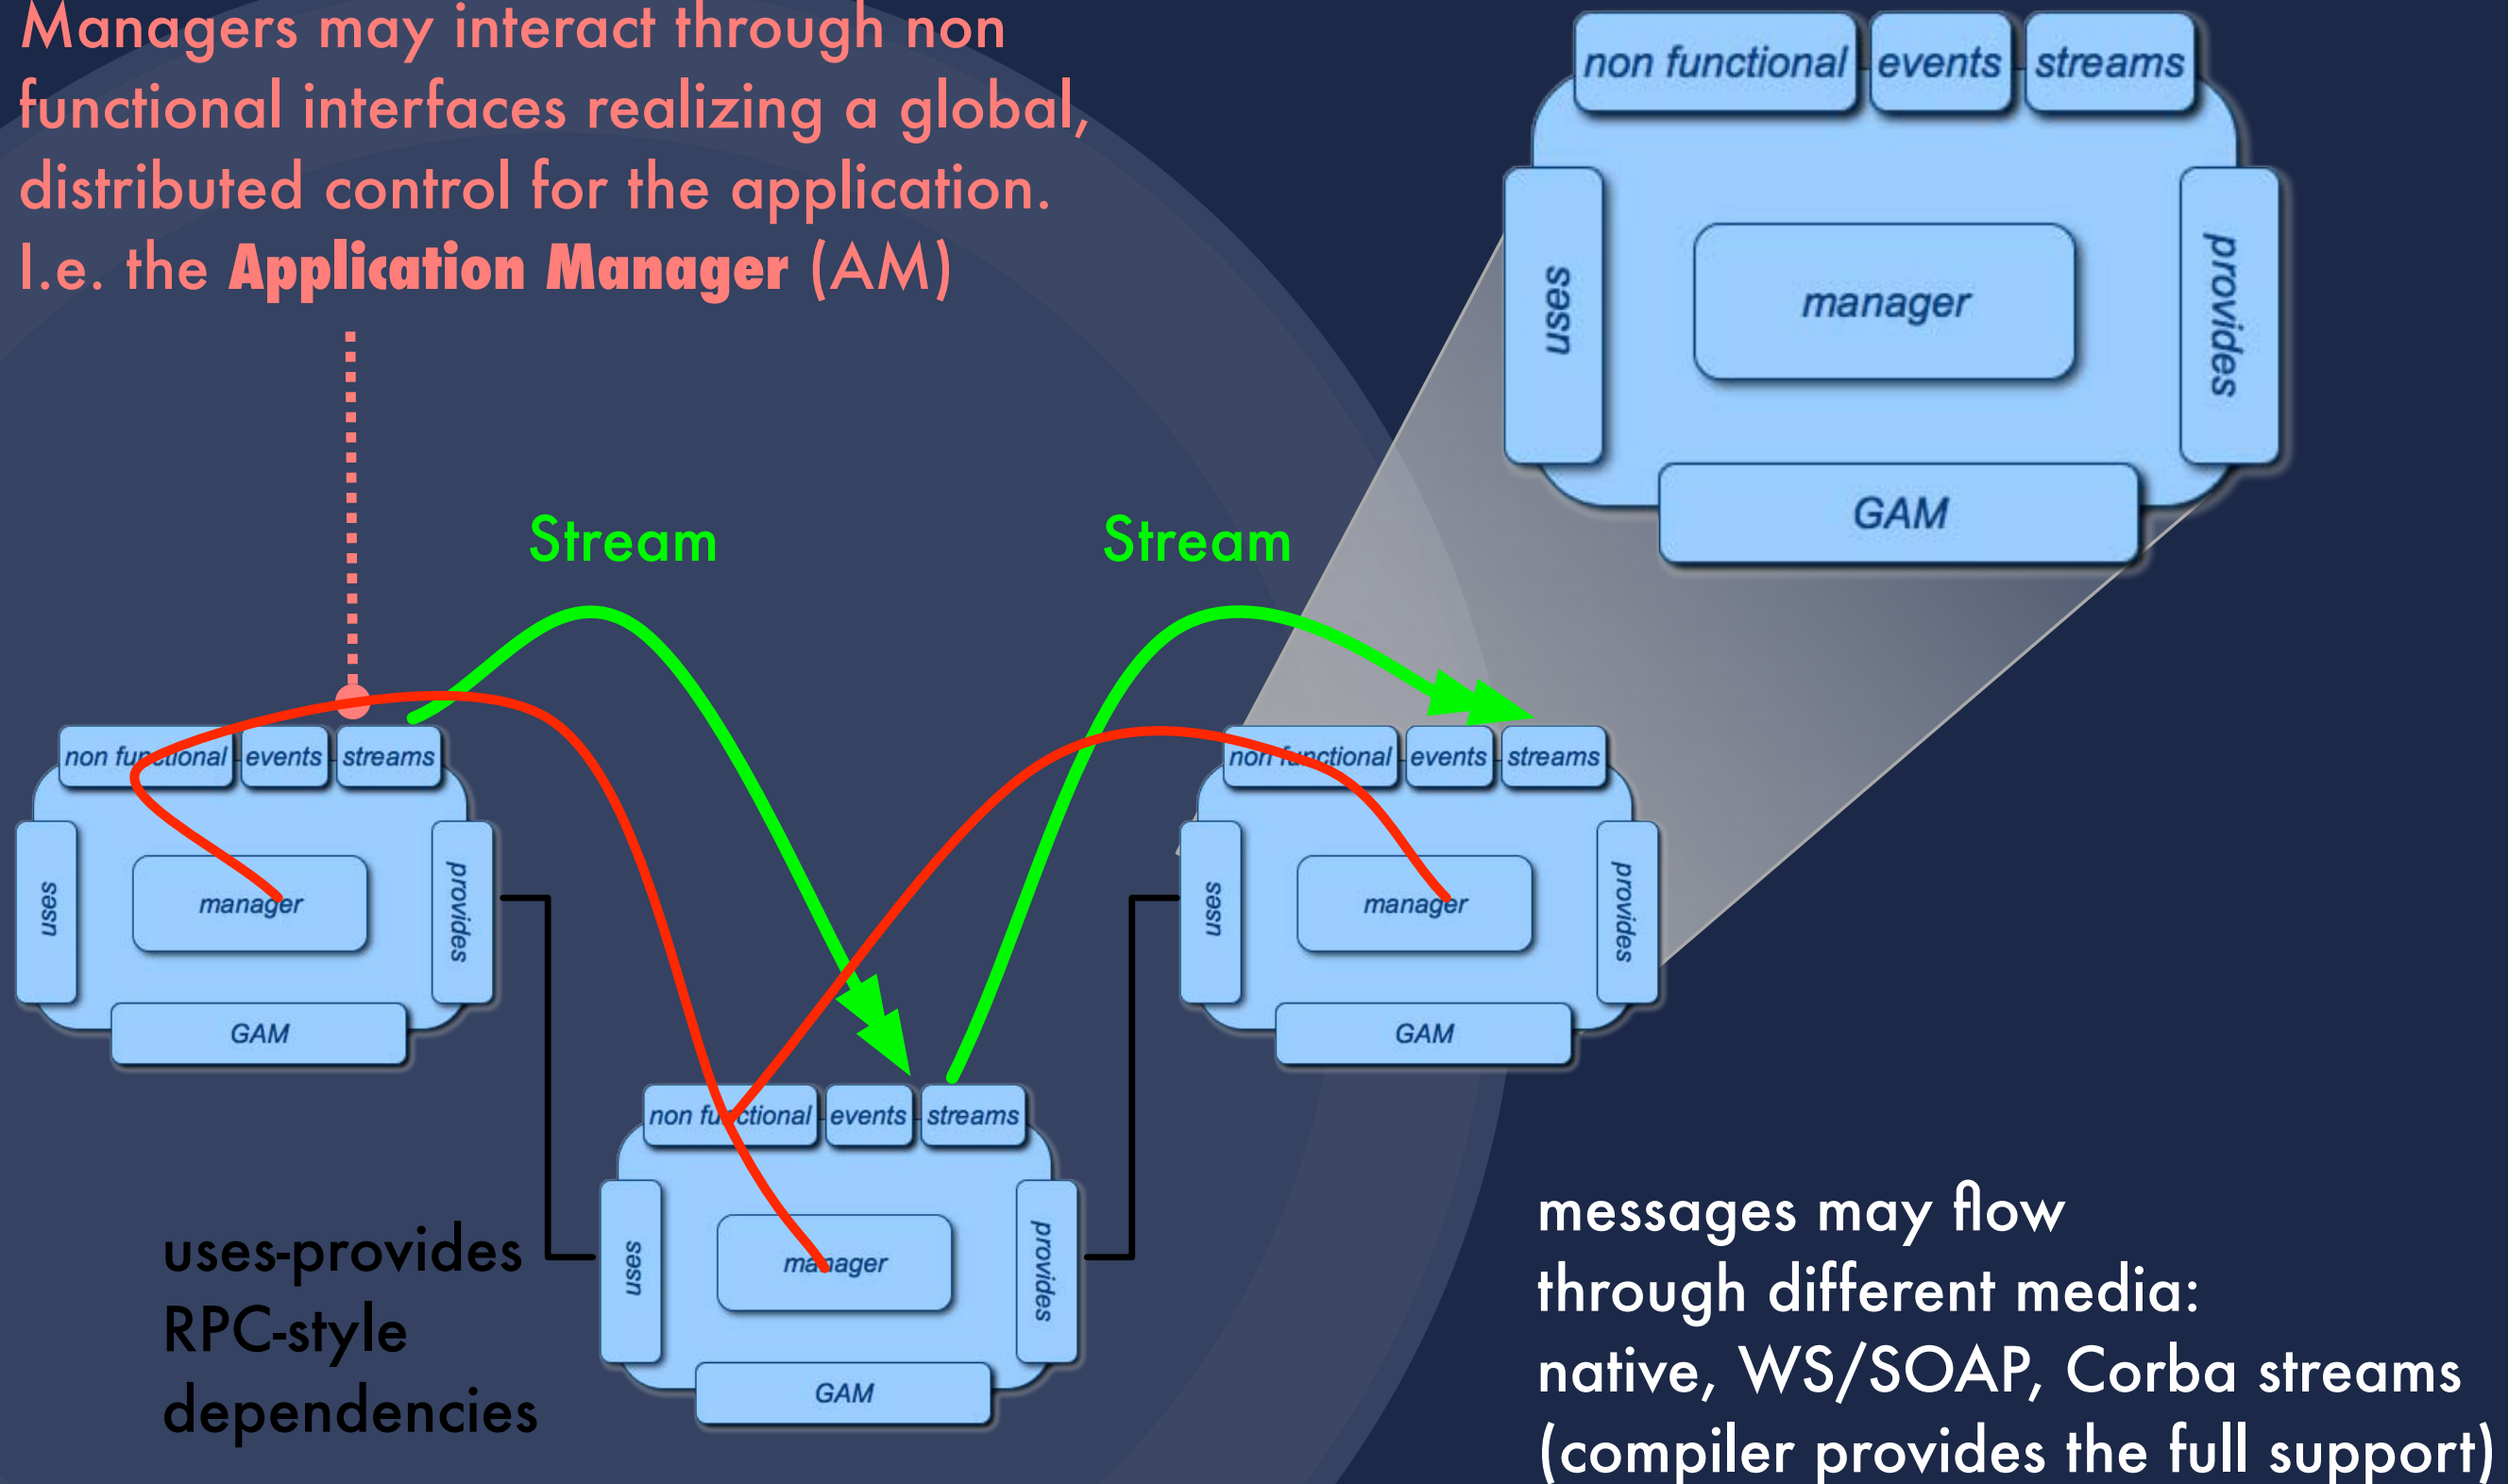 Managers may interact through non
functional interfaces realizing a global,
distributed control for the application.
I.e. the Application Manager (AM)
non functional events streams
uses
manager
provides
GAM
Stream
Stream
non functional events streams
uses
manager
provides
GAM
non functional events streams
uses
manager
provides
GAM
non functional events streams
uses
manager
provides
GAM
uses-provides
RPC-style
dependencies
messages may flow
through different media:
native, WS/SOAP, Corba streams
(compiler provides the full support)